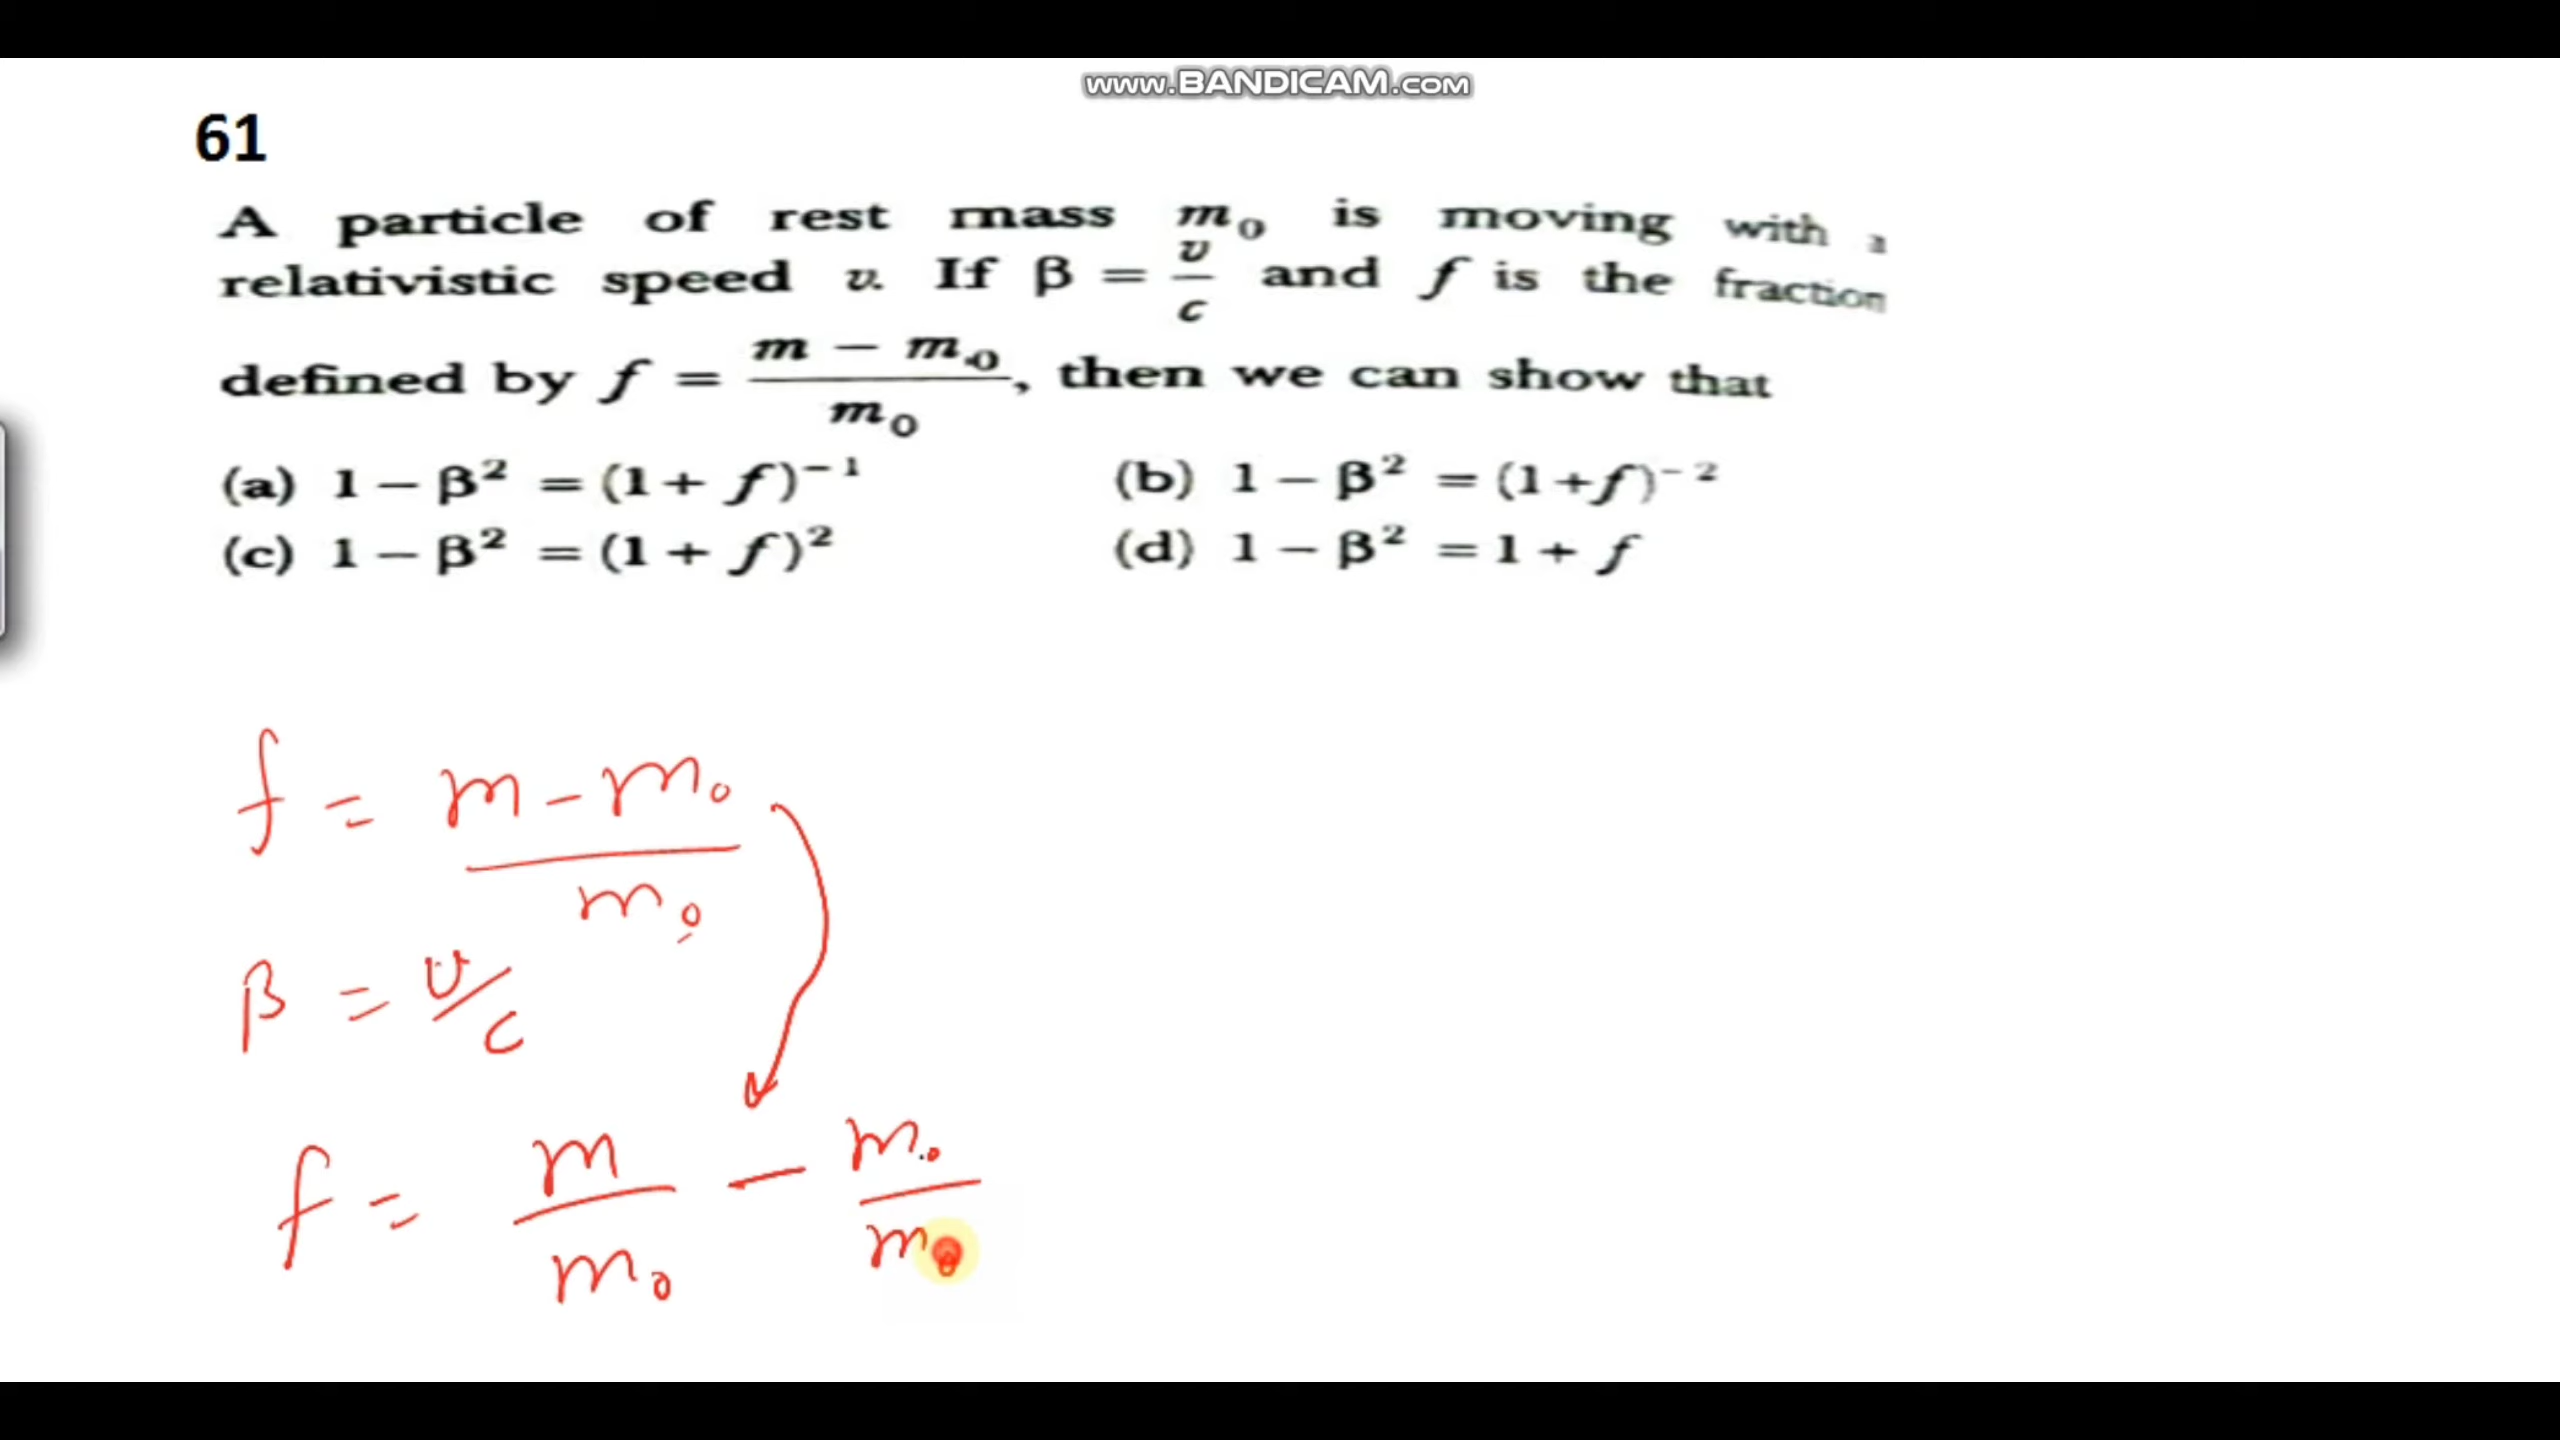 www.BANDICAM.com
61
A particle of rest mass m₀ is moving with a
relativistic speed v. If β = v/c and f is the fraction
defined by f = (m − m₀)/m₀, then we can show that
(a) 1 − β² = (1 + f)⁻¹ (b) 1 − β² = (1 + f)⁻²
(c) 1 − β² = (1 + f)² (d) 1 − β² = 1 + f
f = (m − m₀)/m₀
β = v/c
f = m/m₀ − m₀/m₀